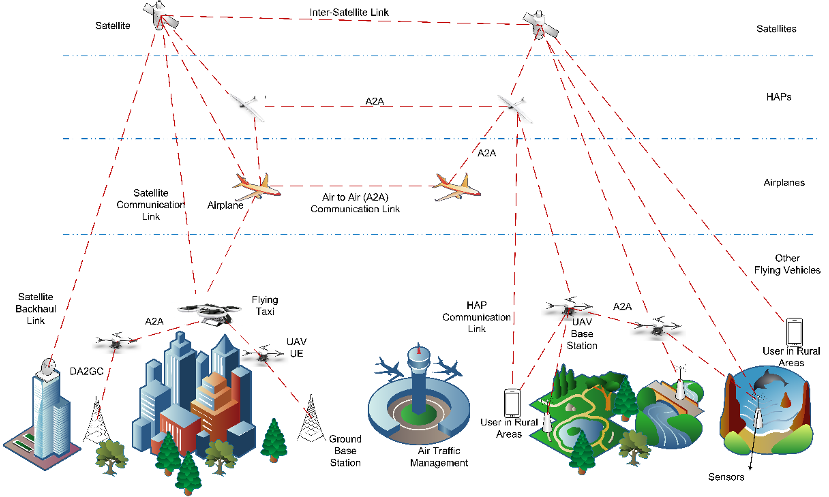 Inter-Satellite Link
Satellite
Satellites
HAPs
A2A
A2A
Airplanes
Satellite
Communication
Link
Airplane
Air to Air (A2A)
Communication Link
Other
Flying Vehicles
Satellite
Backhaul
Link
A2A
Flying
Taxi
HAP
Communication
Link
A2A
UAV
Base
Station
UAV
UE
DA2GC
User in Rural
Areas
User in Rural
Areas
Ground
Base
Station
Air Traffic
Management
Sensors